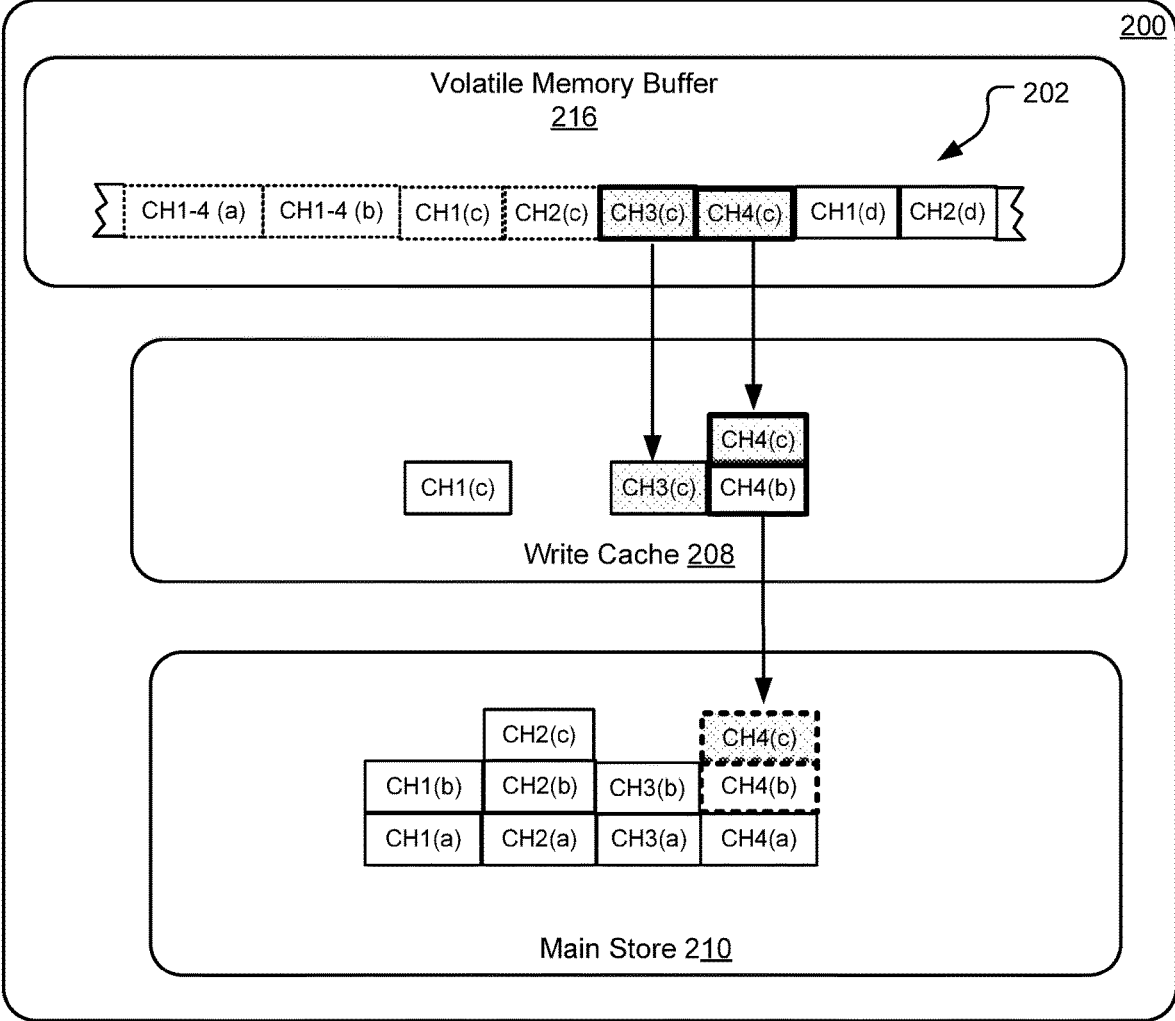 200
Volatile Memory Buffer
216
202
CH1-4 (a) CH1-4 (b) CH1(c) CH2(c) CH3(c) CH4(c) CH1(d) CH2(d)
CH4(c)
CH1(c) CH3(c) CH4(b)
Write Cache 208
CH2(c) CH4(c)
CH1(b) CH2(b) CH3(b) CH4(b)
CH1(a) CH2(a) CH3(a) CH4(a)
Main Store 210